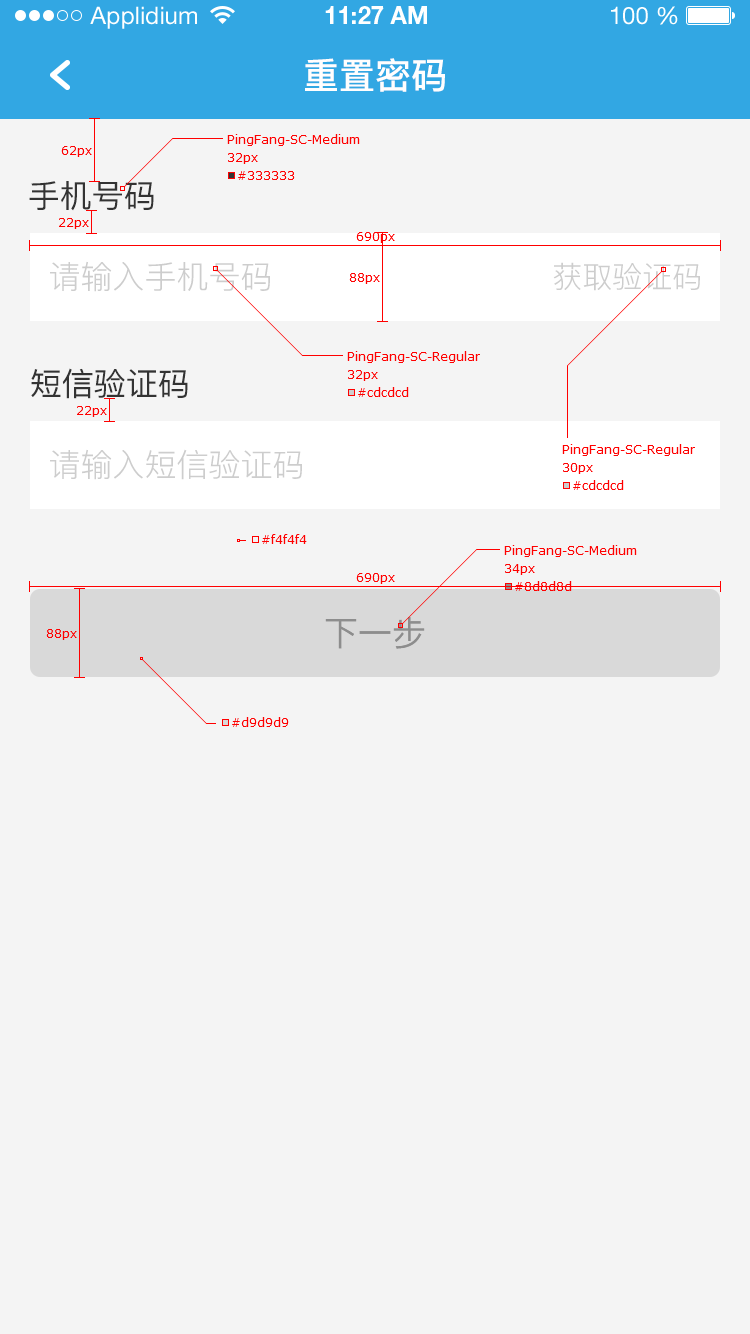 Applidium 11:27 AM 100 %
重置密码
62px
PingFang-SC-Medium
32px
#333333
手机号码
22px
690px
请输入手机号码
88px
获取验证码
PingFang-SC-Regular
32px
#cdcdcd
短信验证码
22px
PingFang-SC-Regular
30px
#cdcdcd
请输入短信验证码
#f4f4f4
PingFang-SC-Medium
34px
#8d8d8d
690px
88px
下一步
#d9d9d9